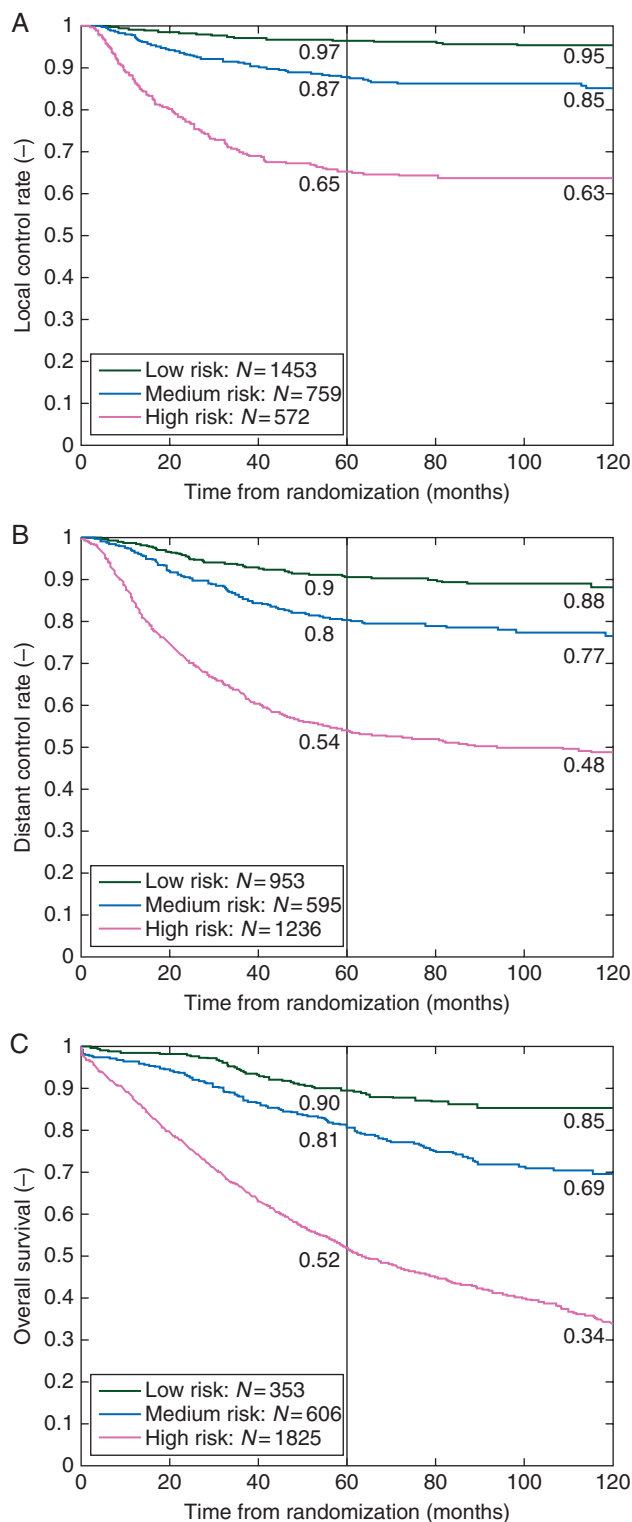 A
Local control rate (–)
1
0.9
0.8
0.7
0.6
0.5
0.4
0.3
0.2
0.1
0
0.97
0.95
0.87
0.85
0.65
0.63
Low risk: N=1453
Medium risk: N=759
High risk: N=572
0 20 40 60 80 100 120
Time from randomization (months)
B
Distant control rate (–)
1
0.9
0.8
0.7
0.6
0.5
0.4
0.3
0.2
0.1
0
0.9
0.88
0.8
0.77
0.54
0.48
Low risk: N=953
Medium risk: N=595
High risk: N=1236
0 20 40 60 80 100 120
Time from randomization (months)
C
Overall survival (–)
1
0.9
0.8
0.7
0.6
0.5
0.4
0.3
0.2
0.1
0
0.90
0.85
0.81
0.69
0.52
0.34
Low risk: N=353
Medium risk: N=606
High risk: N=1825
0 20 40 60 80 100 120
Time from randomization (months)